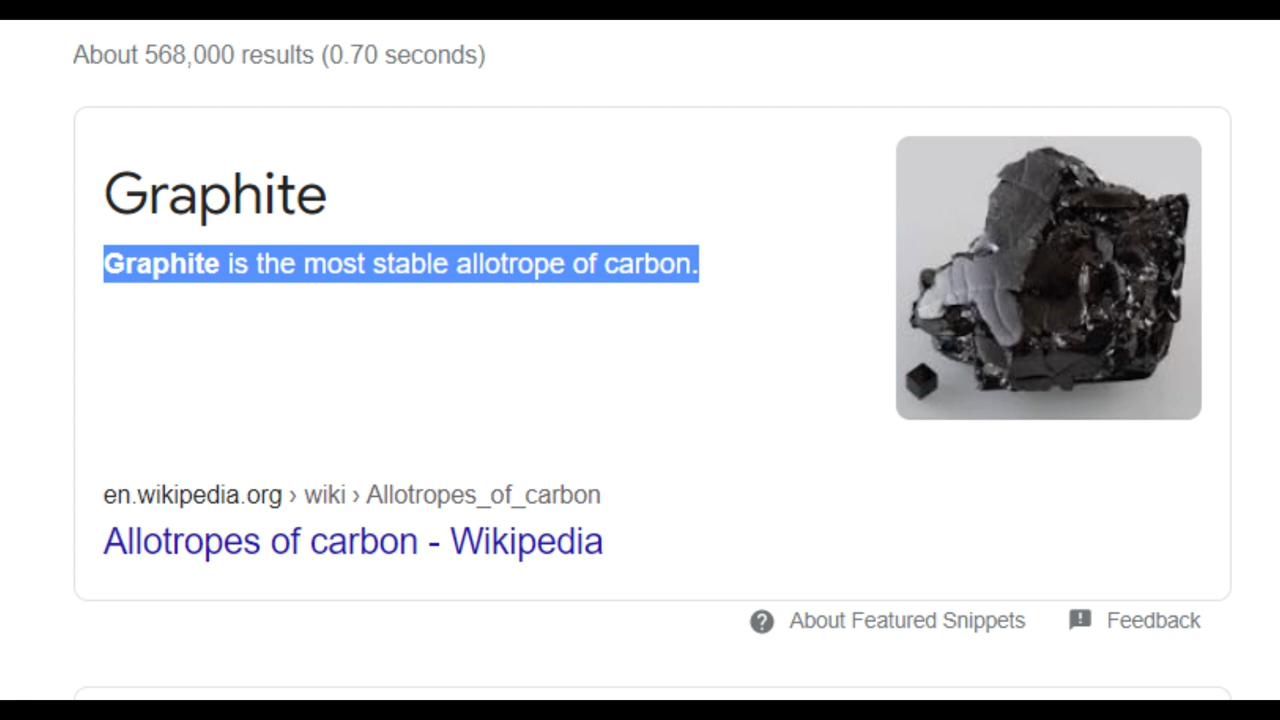 About 568,000 results (0.70 seconds)
Graphite
Graphite is the most stable allotrope of carbon.
en.wikipedia.org › wiki › Allotropes_of_carbon
Allotropes of carbon - Wikipedia
About Featured Snippets Feedback